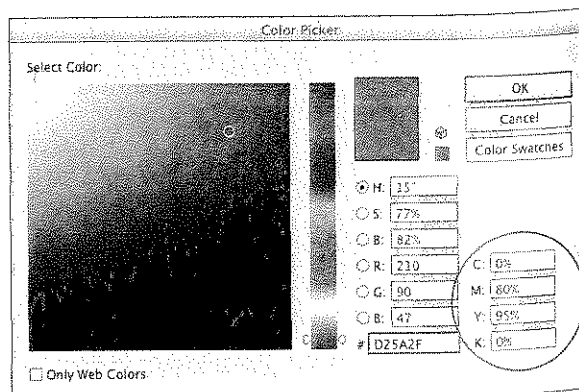 Color Picker
Select Color:
OK
Cancel
Color Swatches
H: 15°
S: 77%
B: 82%
R: 210
G: 90
B: 47
# D25A2F
C: 0%
M: 80%
Y: 95%
K: 0%
Only Web Colors